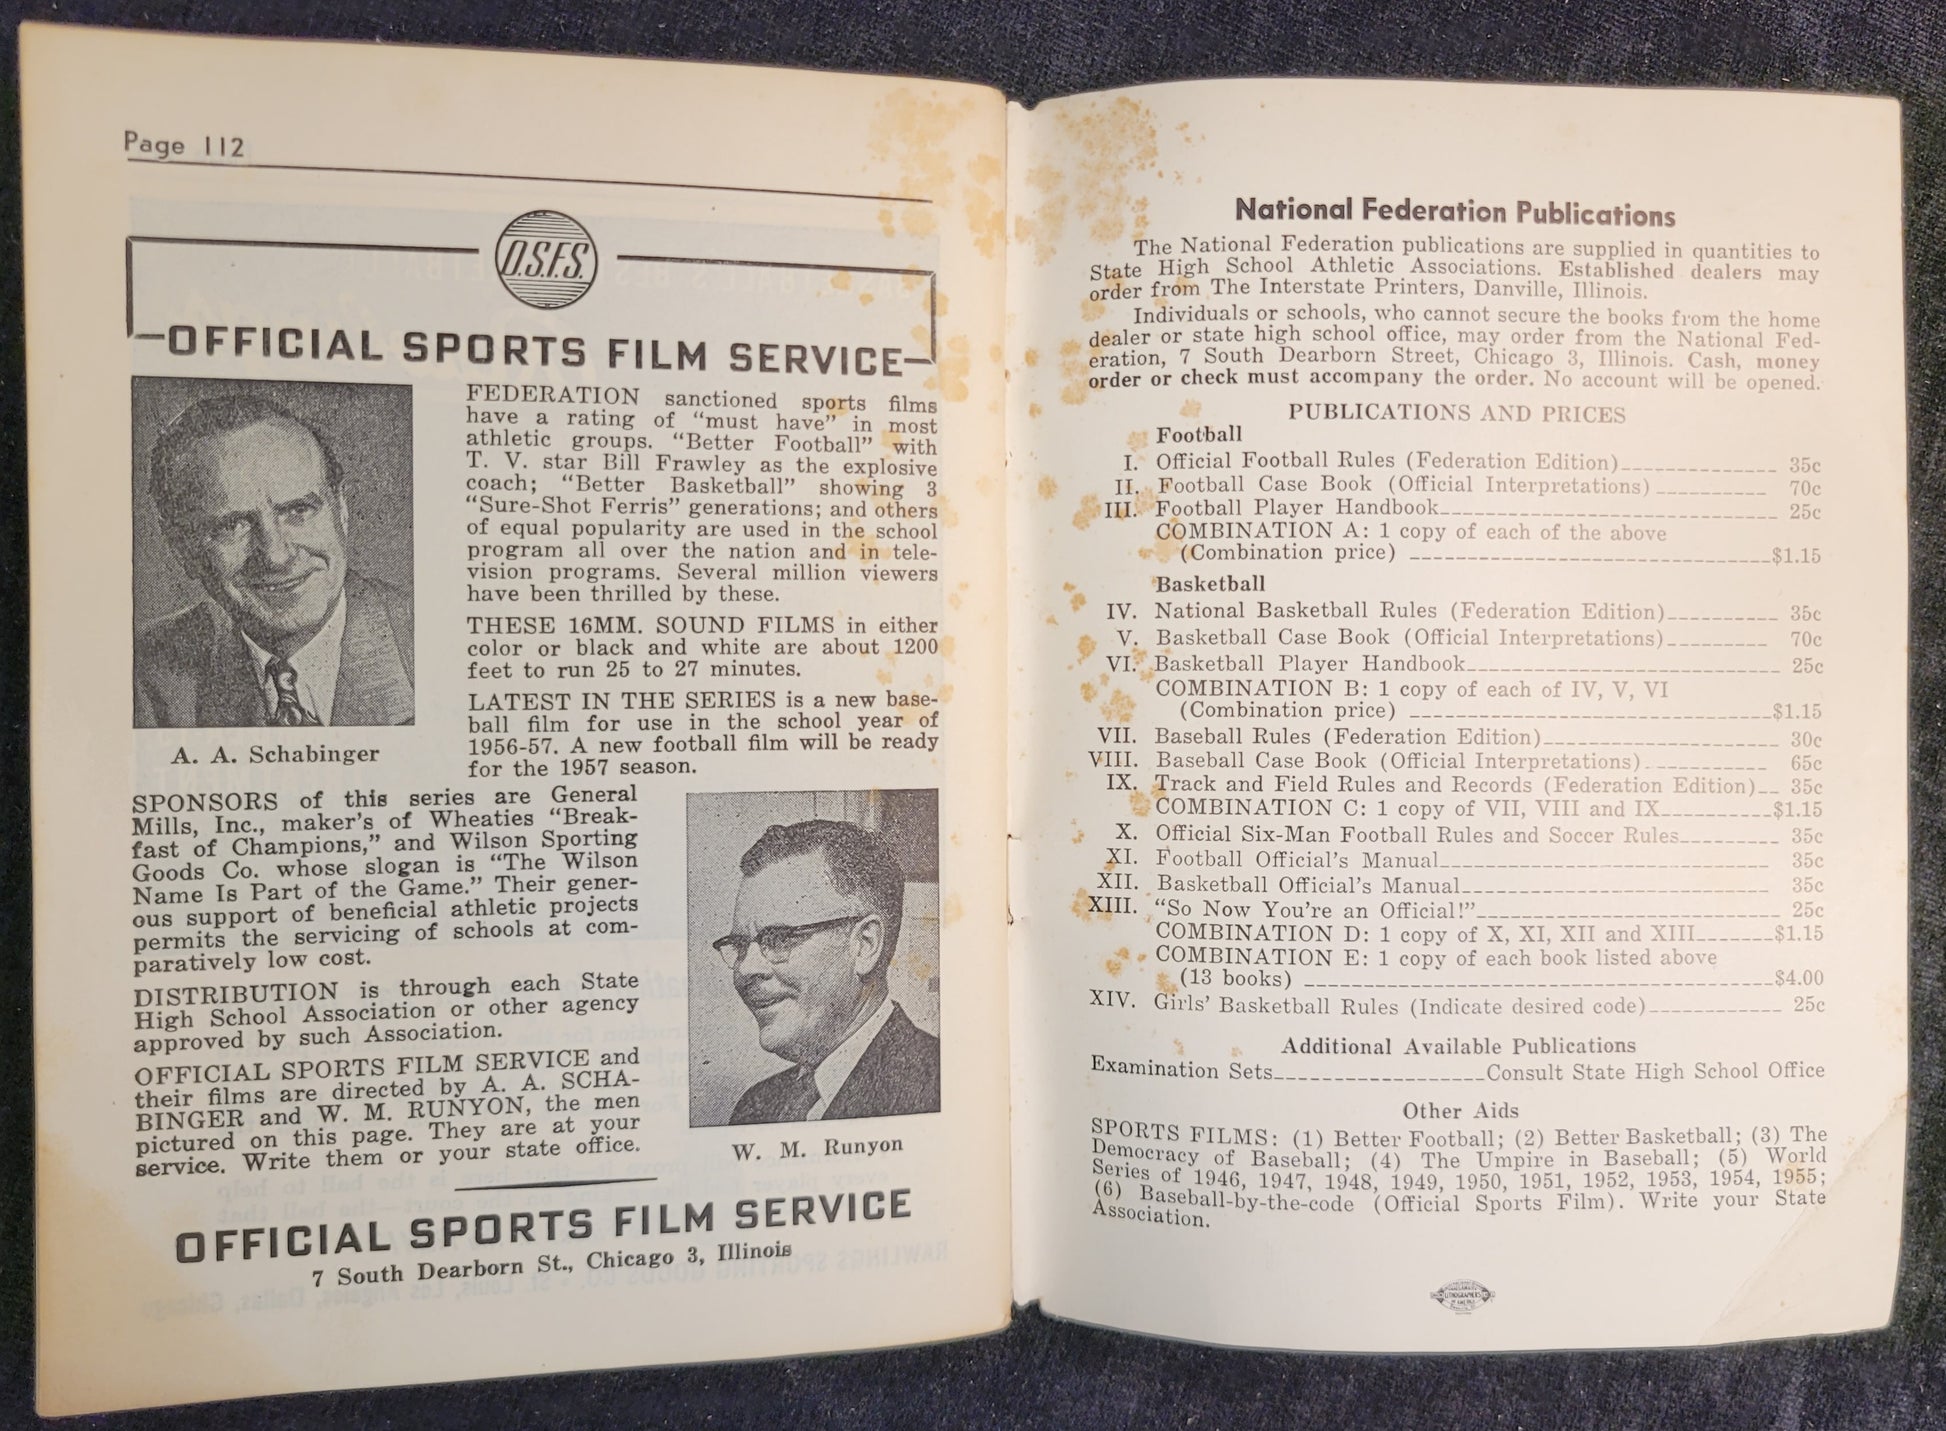 Page 112
O.S.F.S.
OFFICIAL SPORTS FILM SERVICE
FEDERATION sanctioned sports films
have a rating of “must have” in most
athletic groups. “Better Football” with
T. V. star Bill Frawley as the explosive
coach; “Better Basketball” showing 3
“Sure-Shot Ferris” generations; and others
of equal popularity are used in the school
program all over the nation and in tele-
vision programs. Several million viewers
have been thrilled by these.
THESE 16MM. SOUND FILMS in either
color or black and white are about 1200
feet to run 25 to 27 minutes.
LATEST IN THE SERIES is a new base-
ball film for use in the school year of
1956-57. A new football film will be ready
for the 1957 season.
A. A. Schabinger
SPONSORS of this series are General
Mills, Inc., maker's of Wheaties “Break-
fast of Champions,” and Wilson Sporting
Goods Co. whose slogan is “The Wilson
Name Is Part of the Game.” Their gener-
ous support of beneficial athletic projects
permits the servicing of schools at com-
paratively low cost.
DISTRIBUTION is through each State
High School Association or other agency
approved by such Association.
OFFICIAL SPORTS FILM SERVICE and
their films are directed by A. A. SCHA-
BINGER and W. M. RUNYON, the men
pictured on this page. They are at your
service. Write them or your state office.
W. M. Runyon
OFFICIAL SPORTS FILM SERVICE
7 South Dearborn St., Chicago 3, Illinois
National Federation Publications
The National Federation publications are supplied in quantities to
State High School Athletic Associations. Established dealers may
order from The Interstate Printers, Danville, Illinois.
Individuals or schools, who cannot secure the books from the home
dealer or state high school office, may order from the National Fed-
eration, 7 South Dearborn Street, Chicago 3, Illinois. Cash, money
order or check must accompany the order. No account will be opened.
PUBLICATIONS AND PRICES
Football
I. Official Football Rules (Federation Edition) 35c
II. Football Case Book (Official Interpretations) 70c
III. Football Player Handbook 25c
COMBINATION A: 1 copy of each of the above
(Combination price) $1.15
Basketball
IV. National Basketball Rules (Federation Edition) 35c
V. Basketball Case Book (Official Interpretations) 70c
VI. Basketball Player Handbook 25c
COMBINATION B: 1 copy of each of IV, V, VI
(Combination price) $1.15
VII. Baseball Rules (Federation Edition) 30c
VIII. Baseball Case Book (Official Interpretations) 65c
IX. Track and Field Rules and Records (Federation Edition) 35c
COMBINATION C: 1 copy of VII, VIII and IX $1.15
X. Official Six-Man Football Rules and Soccer Rules 35c
XI. Football Official's Manual 35c
XII. Basketball Official's Manual 35c
XIII. “So Now You're an Official!” 25c
COMBINATION D: 1 copy of X, XI, XII and XIII $1.15
COMBINATION E: 1 copy of each book listed above
(13 books) $4.00
XIV. Girls' Basketball Rules (Indicate desired code) 25c
Additional Available Publications
Examination Sets Consult State High School Office
Other Aids
SPORTS FILMS: (1) Better Football; (2) Better Basketball; (3) The
Democracy of Baseball; (4) The Umpire in Baseball; (5) World
Series of 1946, 1947, 1948, 1949, 1950, 1951, 1952, 1953, 1954, 1955;
(6) Baseball-by-the-code (Official Sports Film). Write your State
Association.
LITHOGRAPHERS